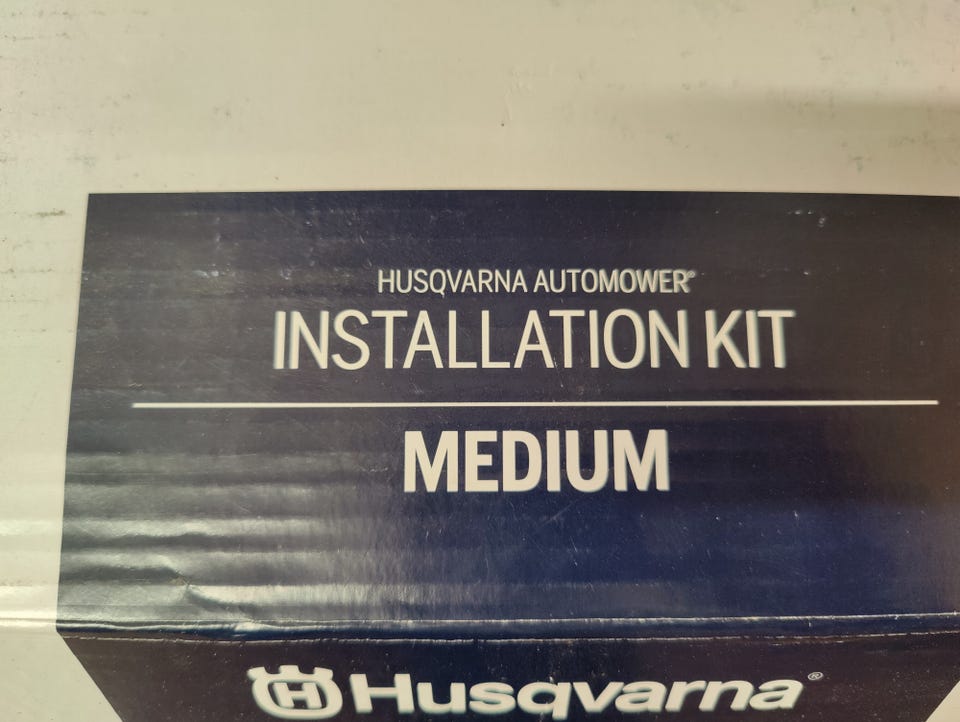 HUSQVARNA AUTOMOWER®
INSTALLATION KIT
MEDIUM
H Husqvarna®